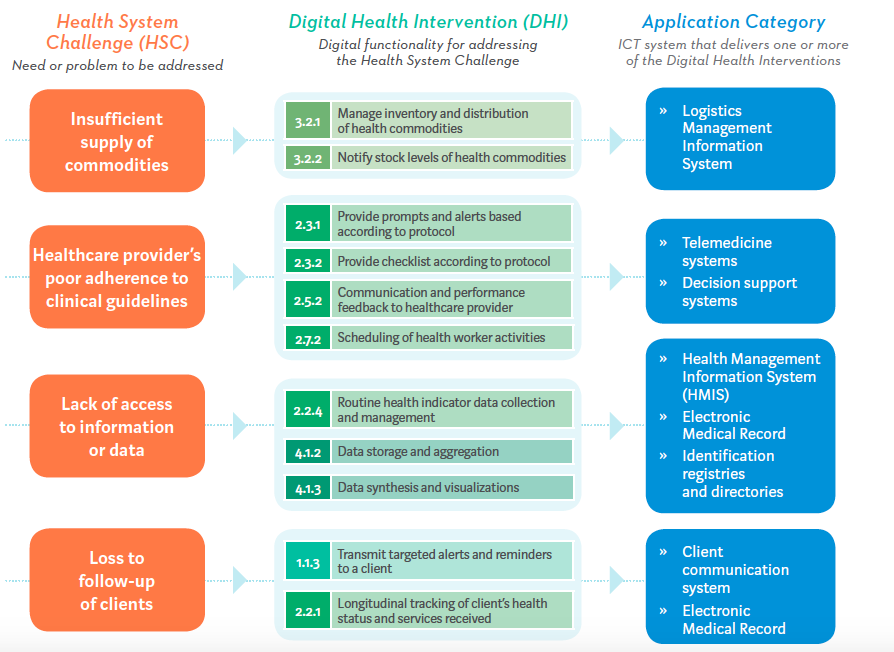 Health System
Challenge (HSC)
Need or problem to be addressed
Digital Health Intervention (DHI)
Digital functionality for addressing
the Health System Challenge
Application Category
ICT system that delivers one or more
of the Digital Health Interventions
Insufficient
supply of
commodities
3.2.1
Manage inventory and distribution
of health commodities
3.2.2
Notify stock levels of health commodities
» Logistics
Management
Information
System
Healthcare provider's
poor adherence to
clinical guidelines
2.3.1
Provide prompts and alerts based
according to protocol
2.3.2
Provide checklist according to protocol
2.5.2
Communication and performance
feedback to healthcare provider
2.7.2
Scheduling of health worker activities
» Telemedicine
systems
» Decision support
systems
Lack of access
to information
or data
2.2.4
Routine health indicator data collection
and management
4.1.2
Data storage and aggregation
4.1.3
Data synthesis and visualizations
» Health Management
Information System
(HMIS)
» Electronic
Medical Record
» Identification
registries
and directories
Loss to
follow-up
of clients
1.1.3
Transmit targeted alerts and reminders
to a client
2.2.1
Longitudinal tracking of client's health
status and services received
» Client
communication
system
» Electronic
Medical Record